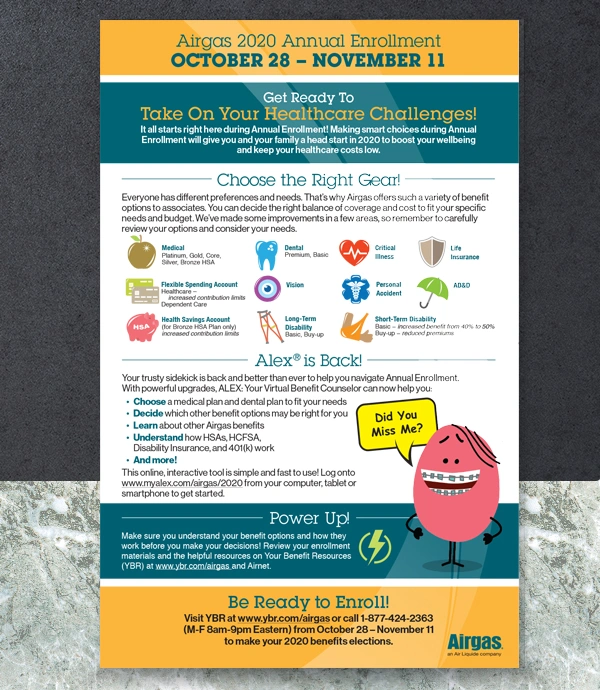 Airgas 2020 Annual Enrollment
OCTOBER 28 – NOVEMBER 11
Get Ready To
Take On Your Healthcare Challenges!
It all starts right here during Annual Enrollment! Making smart choices during Annual
Enrollment will give you and your family a head start in 2020 to boost your wellbeing
and keep your healthcare costs low.
Choose the Right Gear!
Everyone has different preferences and needs. That's why Airgas offers such a variety of benefit
options to associates. You can decide the right balance of coverage and cost to fit your specific
needs and budget. We've made some improvements in a few areas, so remember to carefully
review your options and consider your needs.
Medical
Platinum, Gold, Core,
Silver, Bronze HSA
Dental
Premium, Basic
Critical
Illness
Life
Insurance
Flexible Spending Account
Healthcare –
increased contribution limits
Dependent Care
Vision
Personal
Accident
AD&D
HSA
Health Savings Account
(for Bronze HSA Plan only)
increased contribution limits
Long-Term
Disability
Basic, Buy-up
Short-Term Disability
Basic – increased benefit from 40% to 50%
Buy-up – reduced premiums
Alex® is Back!
Your trusty sidekick is back and better than ever to help you navigate Annual Enrollment.
With powerful upgrades, ALEX: Your Virtual Benefit Counselor can now help you:
• Choose a medical plan and dental plan to fit your needs
• Decide which other benefit options may be right for you
• Learn about other Airgas benefits
• Understand how HSAs, HCFSA,
Disability Insurance, and 401(k) work
• And more!
This online, interactive tool is simple and fast to use! Log onto
www.myalex.com/airgas/2020 from your computer, tablet or
smartphone to get started.
Did You
Miss Me?
Power Up!
Make sure you understand your benefit options and how they
work before you make your decisions! Review your enrollment
materials and the helpful resources on Your Benefit Resources
(YBR) at www.ybr.com/airgas and Airnet.
Be Ready to Enroll!
Visit YBR at www.ybr.com/airgas or call 1-877-424-2363
(M-F 8am-9pm Eastern) from October 28 – November 11
to make your 2020 benefits elections.
Airgas
an Air Liquide company